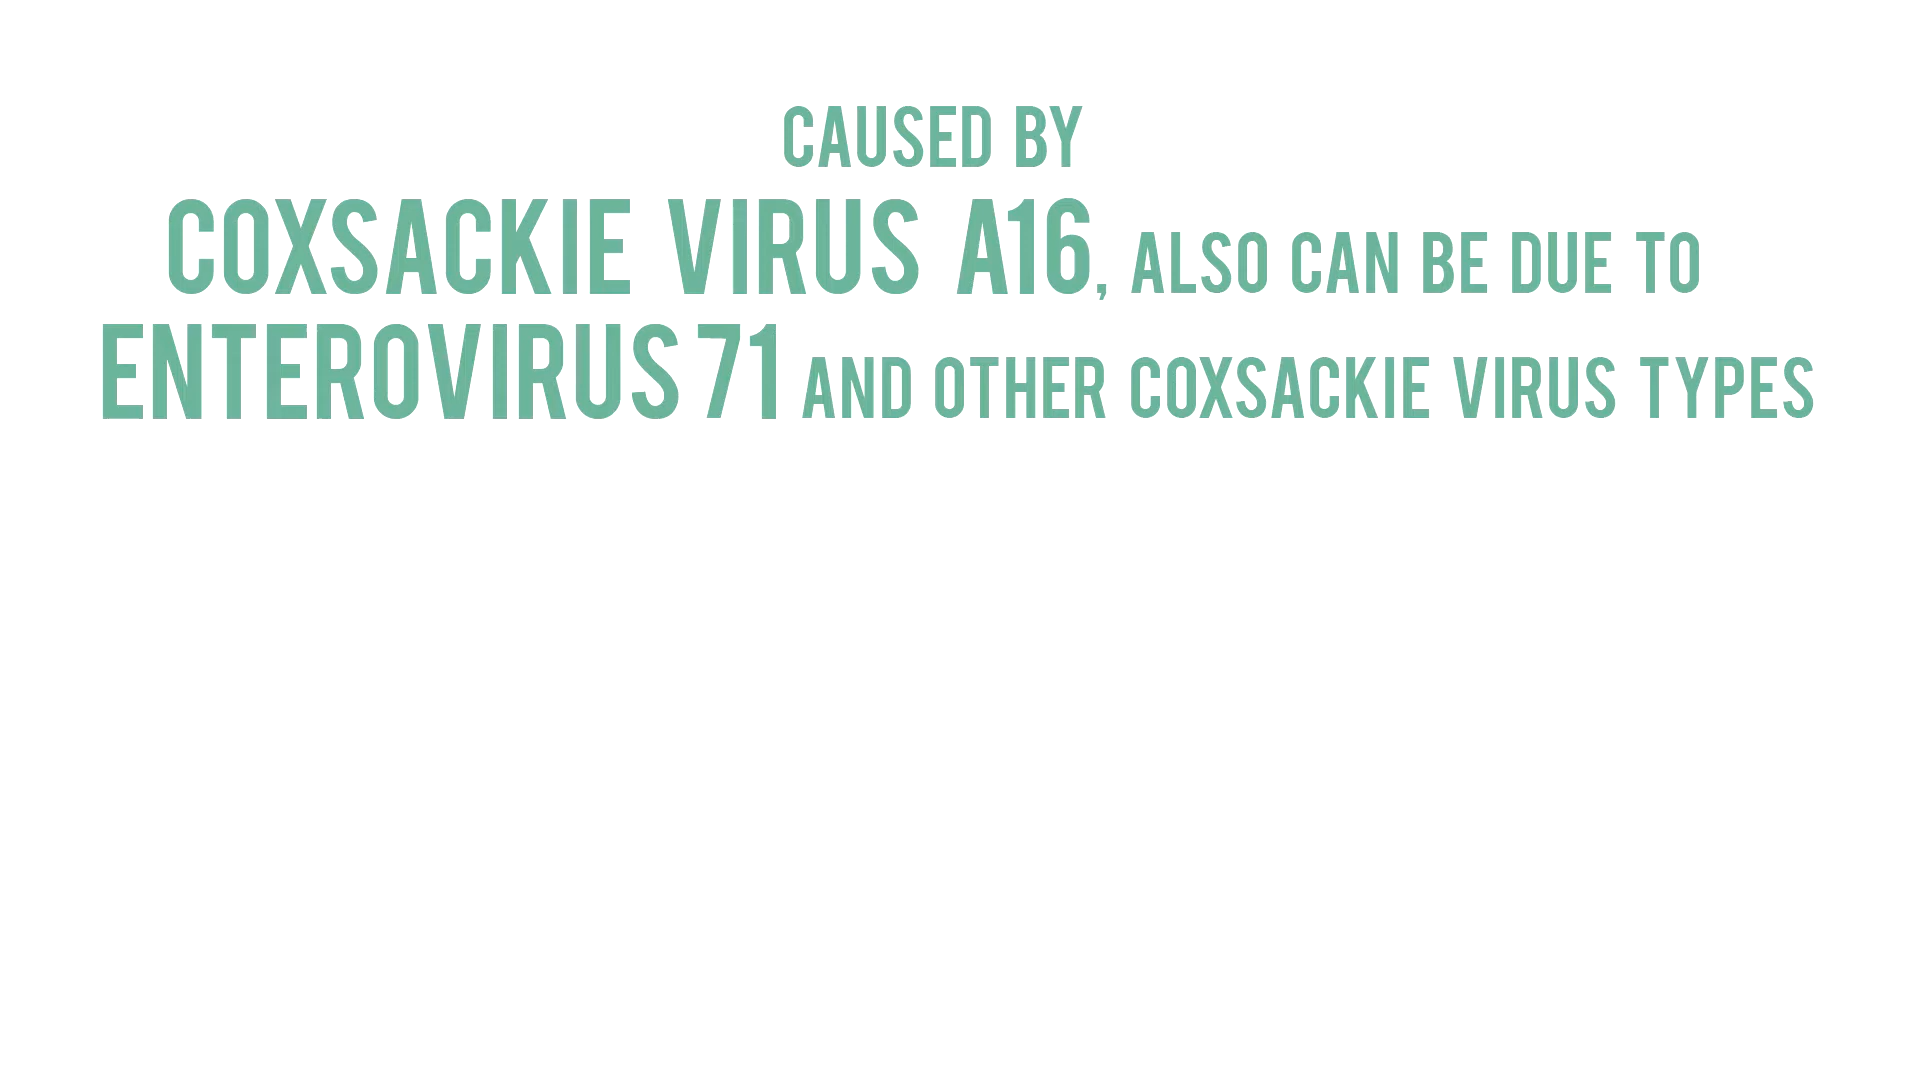 CAUSED BY
COXSACKIE VIRUS A16, ALSO CAN BE DUE TO
ENTEROVIRUS 71 AND OTHER COXSACKIE VIRUS TYPES